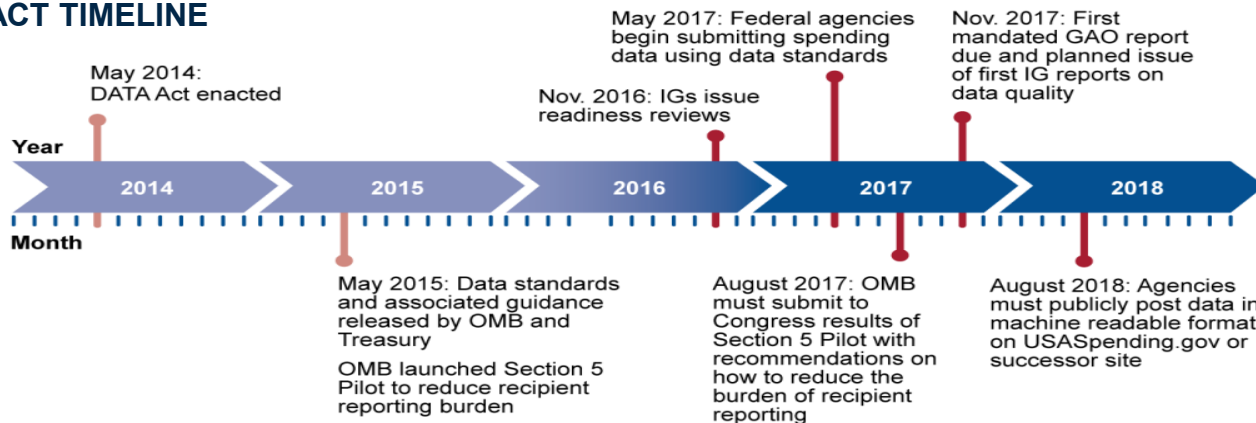 ACT TIMELINE
May 2014:
DATA Act enacted
Nov. 2016: IGs issue
readiness reviews
May 2017: Federal agencies
begin submitting spending
data using data standards
Nov. 2017: First
mandated GAO report
due and planned issue
of first IG reports on
data quality
Year
2014
2015
2016
2017
2018
Month
May 2015: Data standards
and associated guidance
released by OMB and
Treasury
OMB launched Section 5
Pilot to reduce recipient
reporting burden
August 2017: OMB
must submit to
Congress results of
Section 5 Pilot with
recommendations on
how to reduce the
burden of recipient
reporting
August 2018: Agencies
must publicly post data in
machine readable format
on USASpending.gov or
successor site